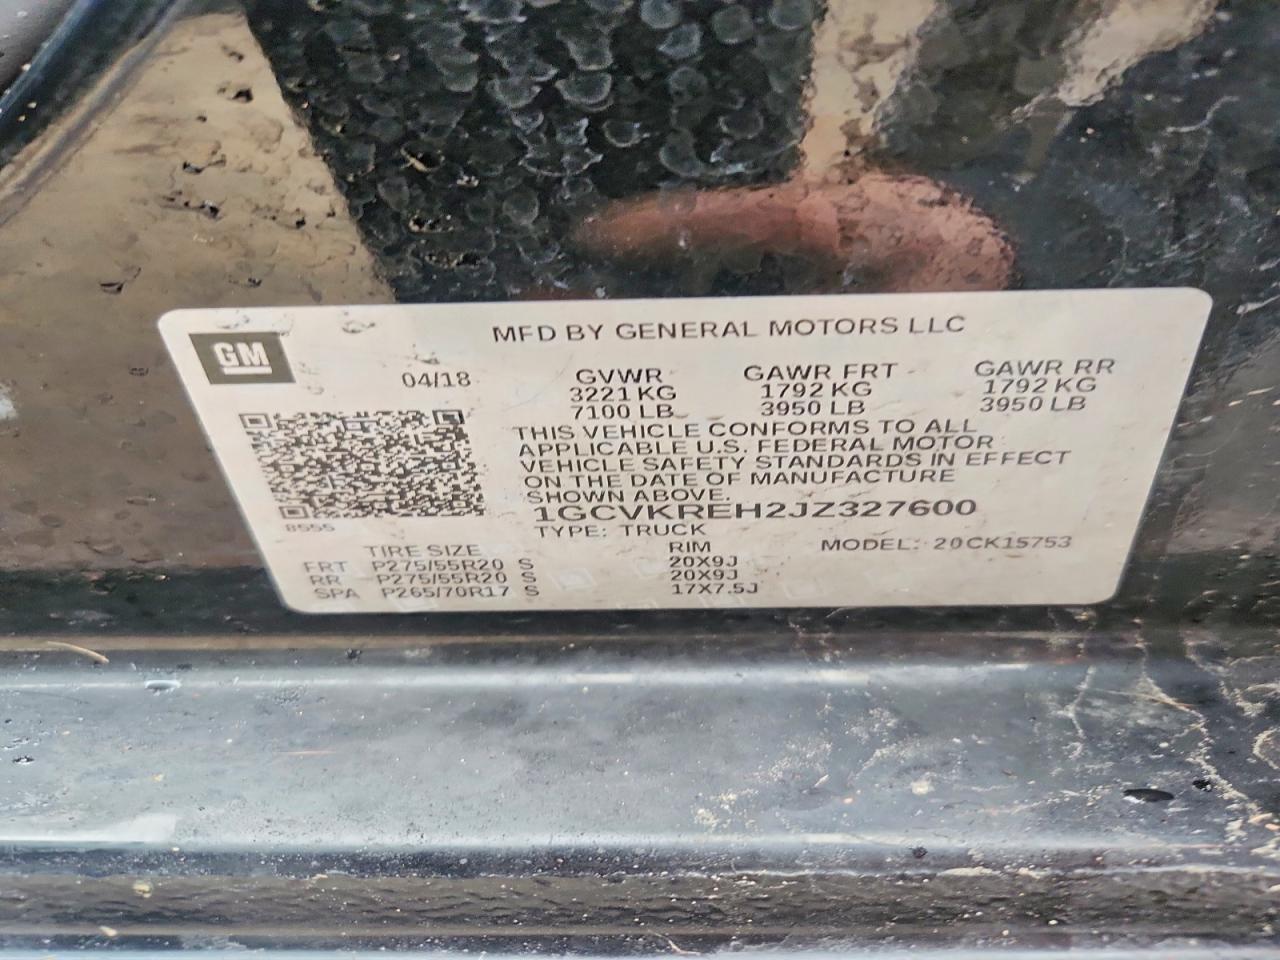 MFD BY GENERAL MOTORS LLC
GM
04/18
GVWR GAWR FRT GAWR RR
3221 KG 1792 KG 1792 KG
7100 LB 3950 LB 3950 LB
THIS VEHICLE CONFORMS TO ALL
APPLICABLE U.S. FEDERAL MOTOR
VEHICLE SAFETY STANDARDS IN EFFECT
ON THE DATE OF MANUFACTURE
SHOWN ABOVE.
1GCVKREH2JZ327600
8555
TYPE: TRUCK
MODEL: 20CK15753
TIRE SIZE RIM
FRT P275/55R20 S 20X9J
RR P275/55R20 S 20X9J
SPA P265/70R17 S 17X7.5J